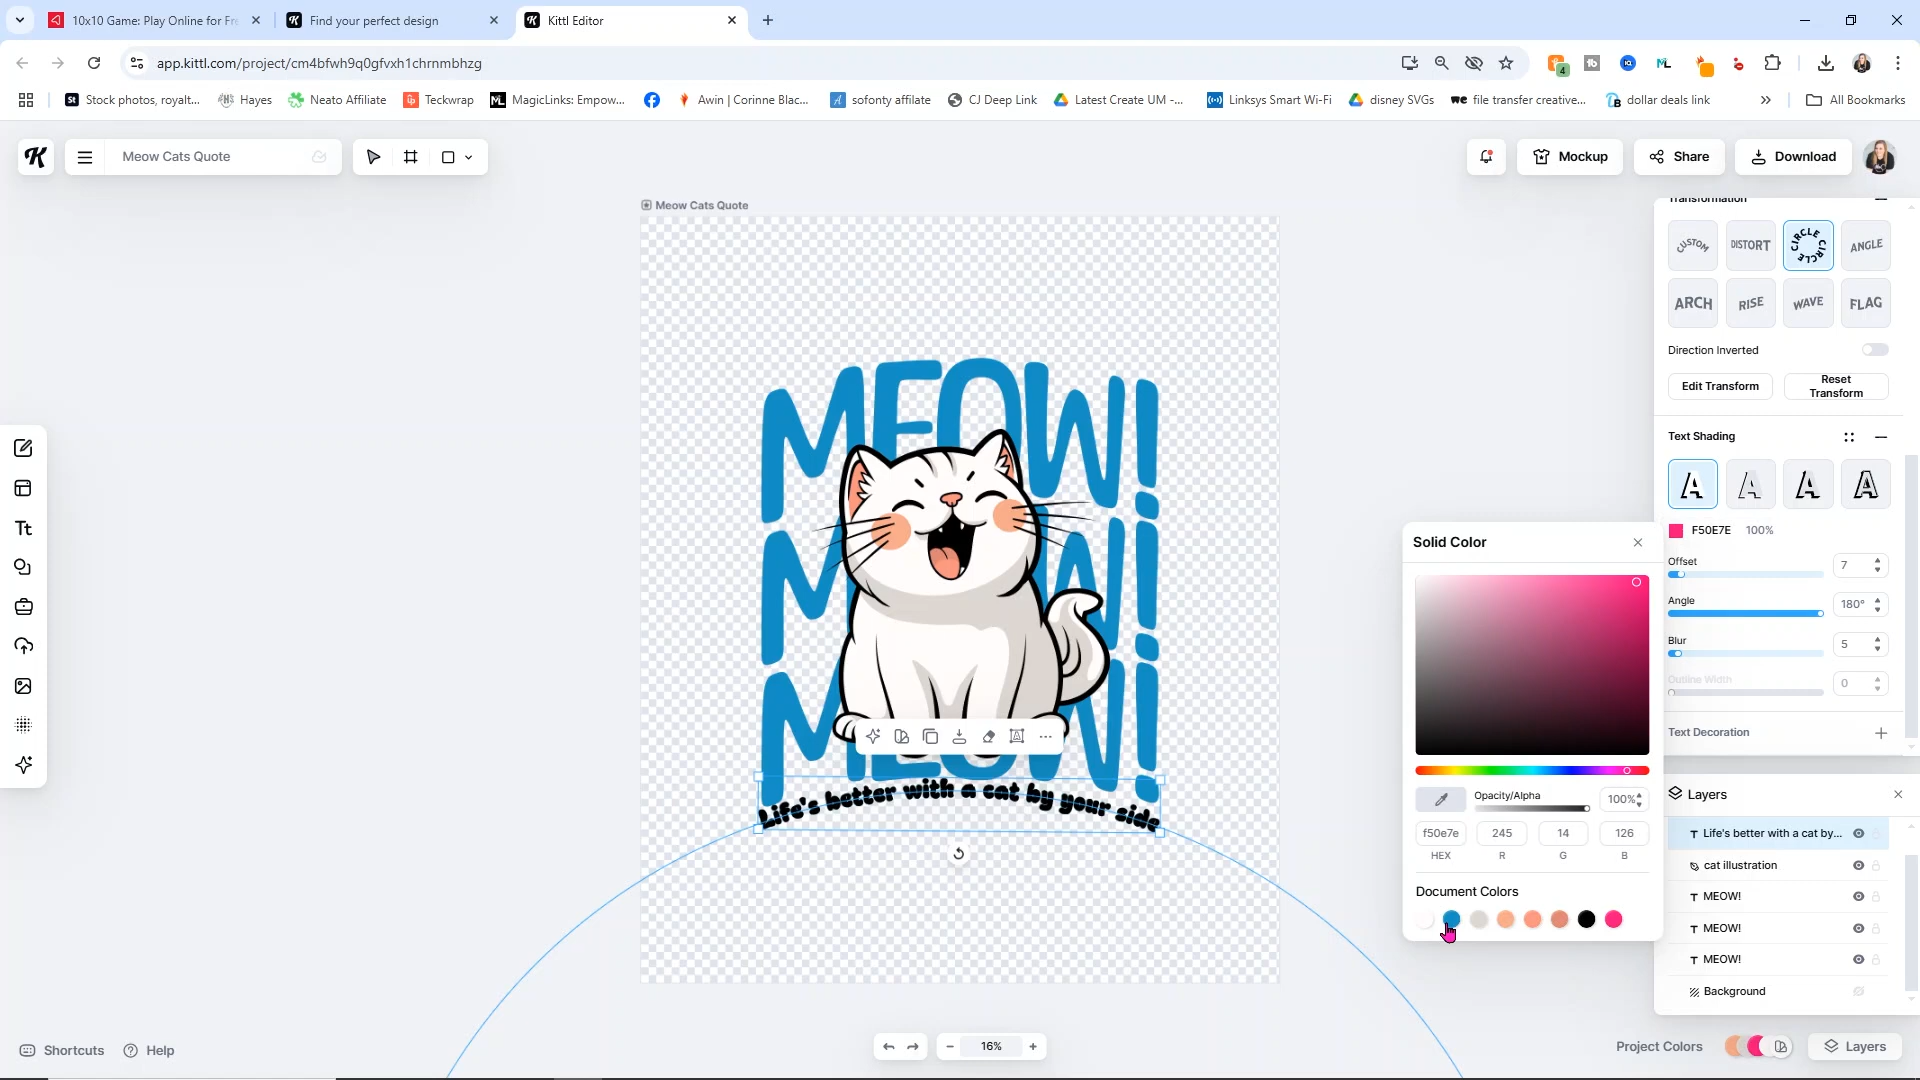 10x10 Game: Play Online for Fre
Find your perfect design
Kittl Editor
app.kittl.com/project/cm4bfwh9q0gfvxh1chrnmbhzg
4
Stock photos, royalt...
Hayes
Neato Affiliate
Teckwrap
MagicLinks: Empow...
Awin | Corinne Blac...
sofonty affilate
CJ Deep Link
Latest Create UM -...
Linksys Smart Wi-Fi
disney SVGs
file transfer creative...
dollar deals link
All Bookmarks
Meow Cats Quote
Mockup
Share
Download
Meow Cats Quote
Transformation
CUSTOM
DISTORT
CIRCLE CIRCLE
ANGLE
ARCH
RISE
WAVE
FLAG
Direction Inverted
Edit Transform
Reset
Transform
Text Shading
F50E7E 100%
Offset
7
Angle
180°
Blur
5
Outline Width
0
Text Decoration
MEOW!
MEOW!
MEOW!
Life's better with a cat by your side
Solid Color
Opacity/Alpha
100%
f50e7e 245 14 126
HEX R G B
Document Colors
Layers
Life's better with a cat by...
cat illustration
MEOW!
MEOW!
MEOW!
Background
Shortcuts
Help
16%
Project Colors
Layers